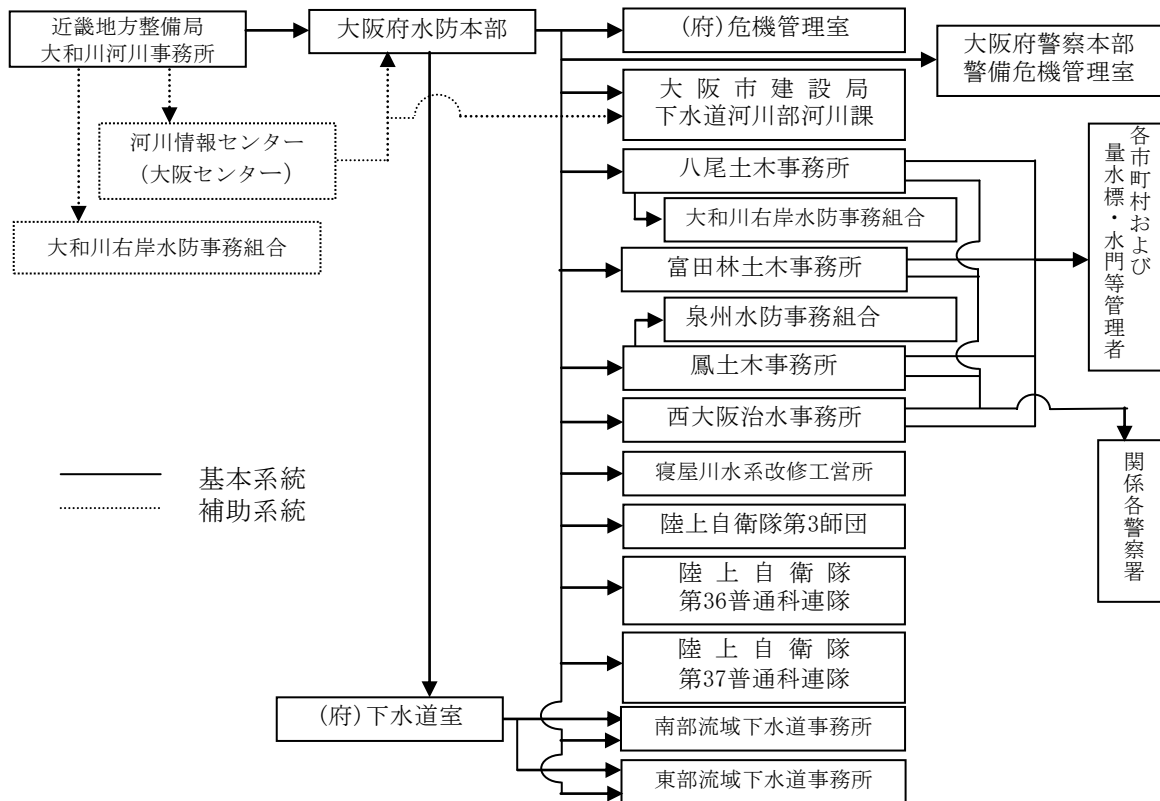 近畿地方整備局
大和川河川事務所
大阪府水防本部
(府)危機管理室
大阪府警察本部
警備危機管理室
大阪市建設局
下水道河川部河川課
河川情報センター
(大阪センター)
大和川右岸水防事務組合
八尾土木事務所
大和川右岸水防事務組合
富田林土木事務所
泉州水防事務組合
鳳土木事務所
西大阪治水事務所
各市町村および
量水標・水門等管理者
寝屋川水系改修工営所
陸上自衛隊第3師団
陸上自衛隊
第36普通科連隊
陸上自衛隊
第37普通科連隊
関係各警察署
基本系統
補助系統
(府)下水道室
南部流域下水道事務所
東部流域下水道事務所